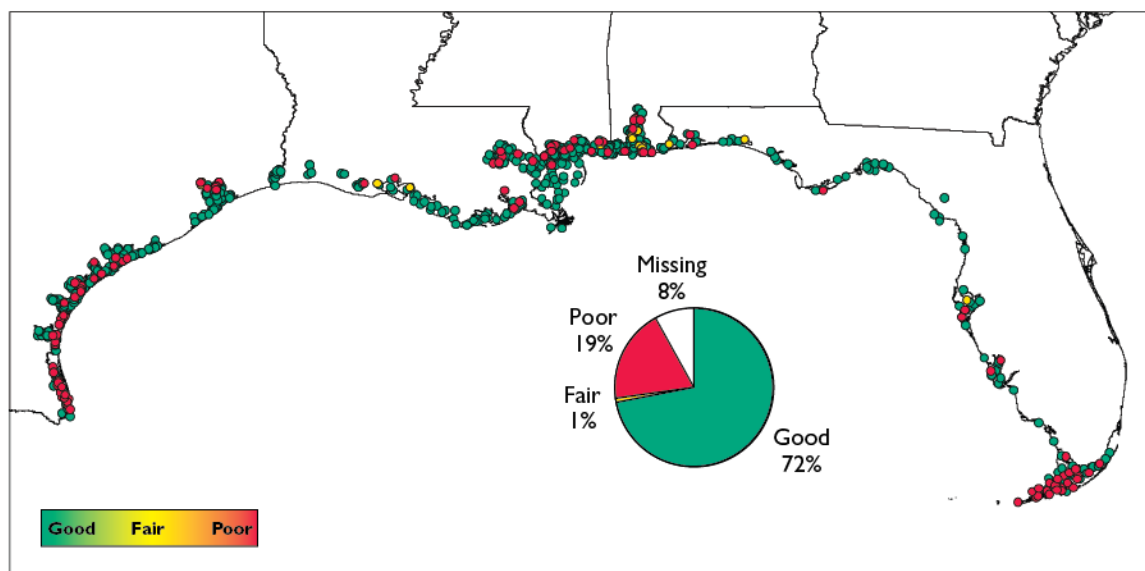 Missing
8%
Poor
19%
Fair
1%
Good
72%
Good Fair Poor